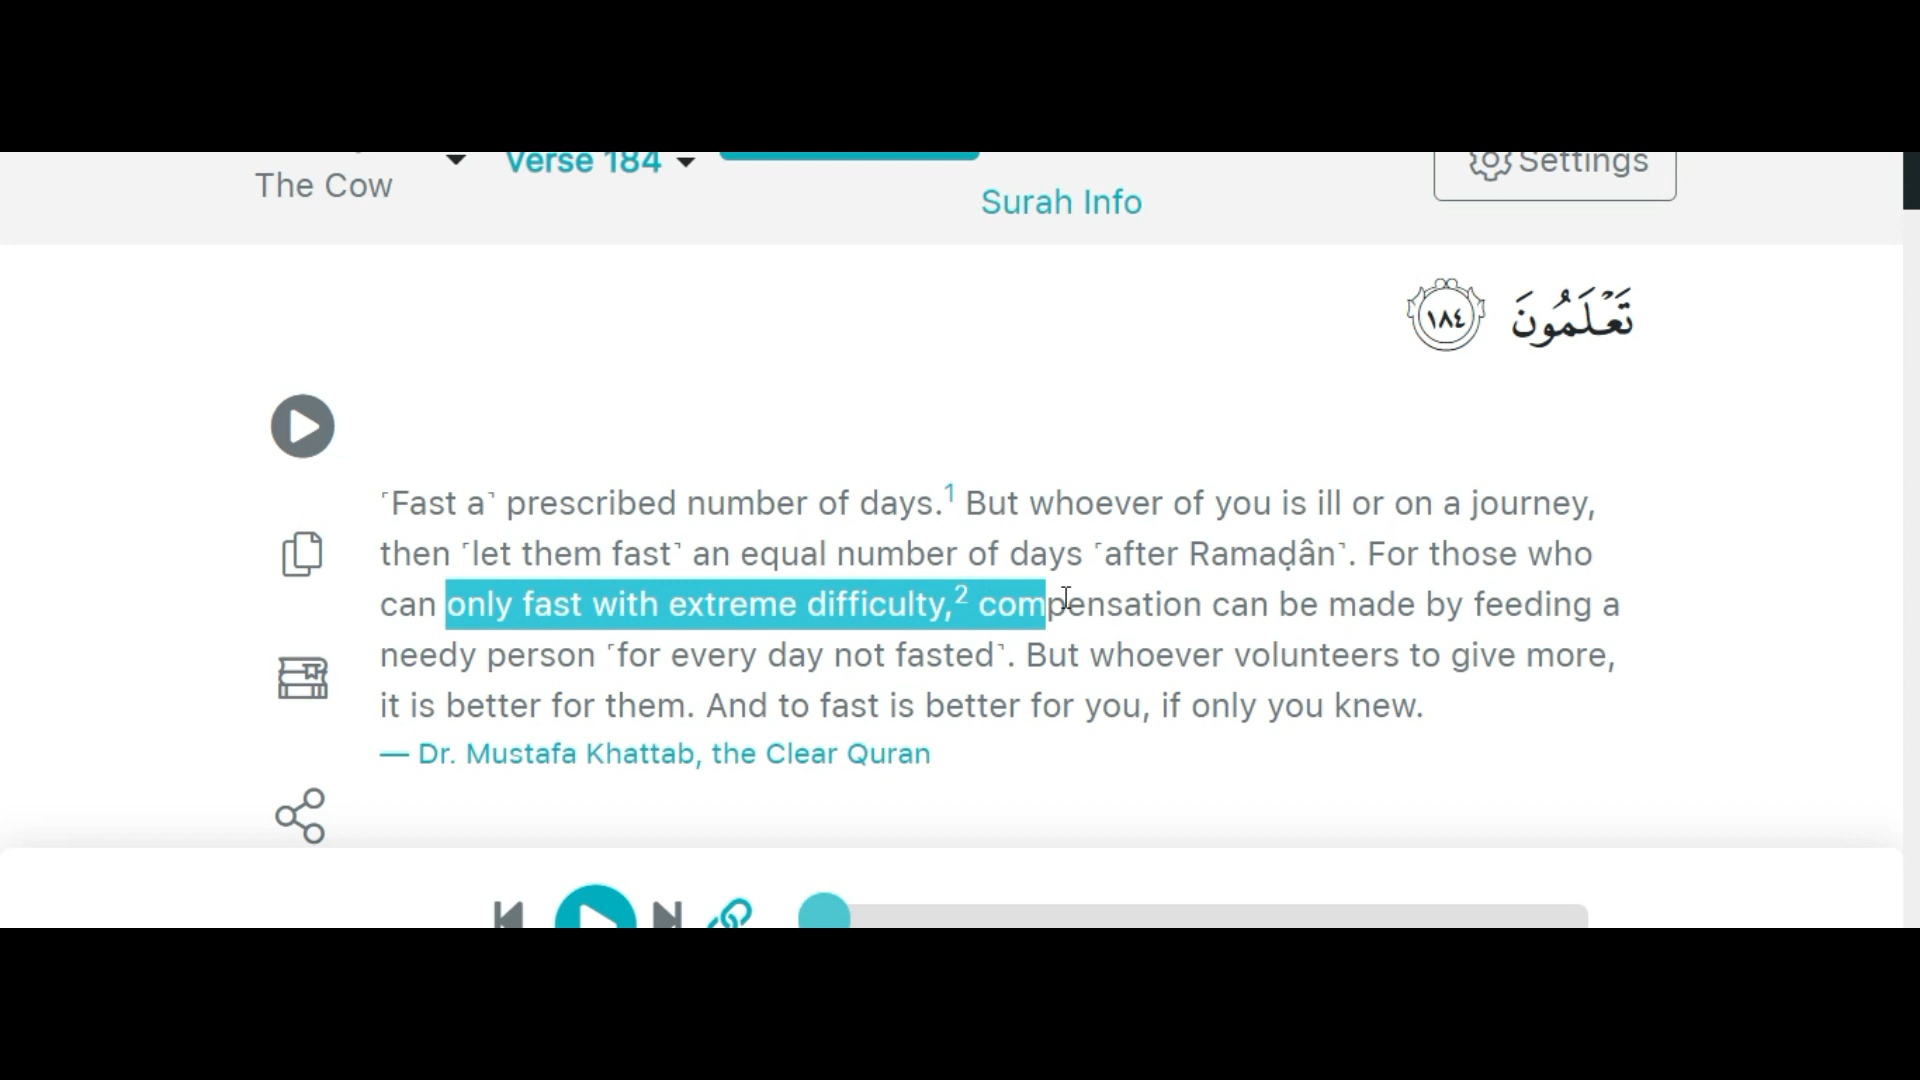 The Cow
Verse 184
Settings
Surah Info
تَعْلَمُونَ ١٨٤
⸢Fast a⸣ prescribed number of days.1 But whoever of you is ill or on a journey,
then ⸢let them fast⸣ an equal number of days ⸢after Ramaḍân⸣. For those who
can only fast with extreme difficulty,2 compensation can be made by feeding a
needy person ⸢for every day not fasted⸣. But whoever volunteers to give more,
it is better for them. And to fast is better for you, if only you knew.
— Dr. Mustafa Khattab, the Clear Quran